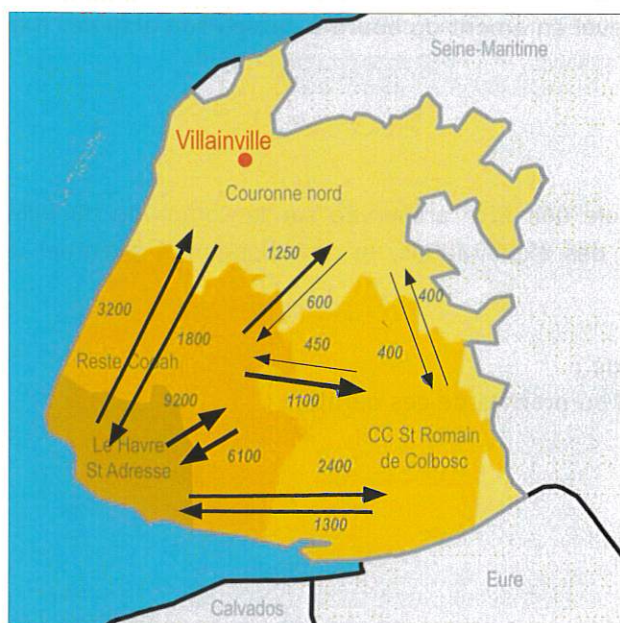 Seine-Maritime
Villainville
Couronne nord
1250
3200
600
400
1800
450
400
Reste Codah
9200
1100
Le Havre
St Adresse
6100
CC St Romain
de Colbosc
2400
1300
Eure
Calvados